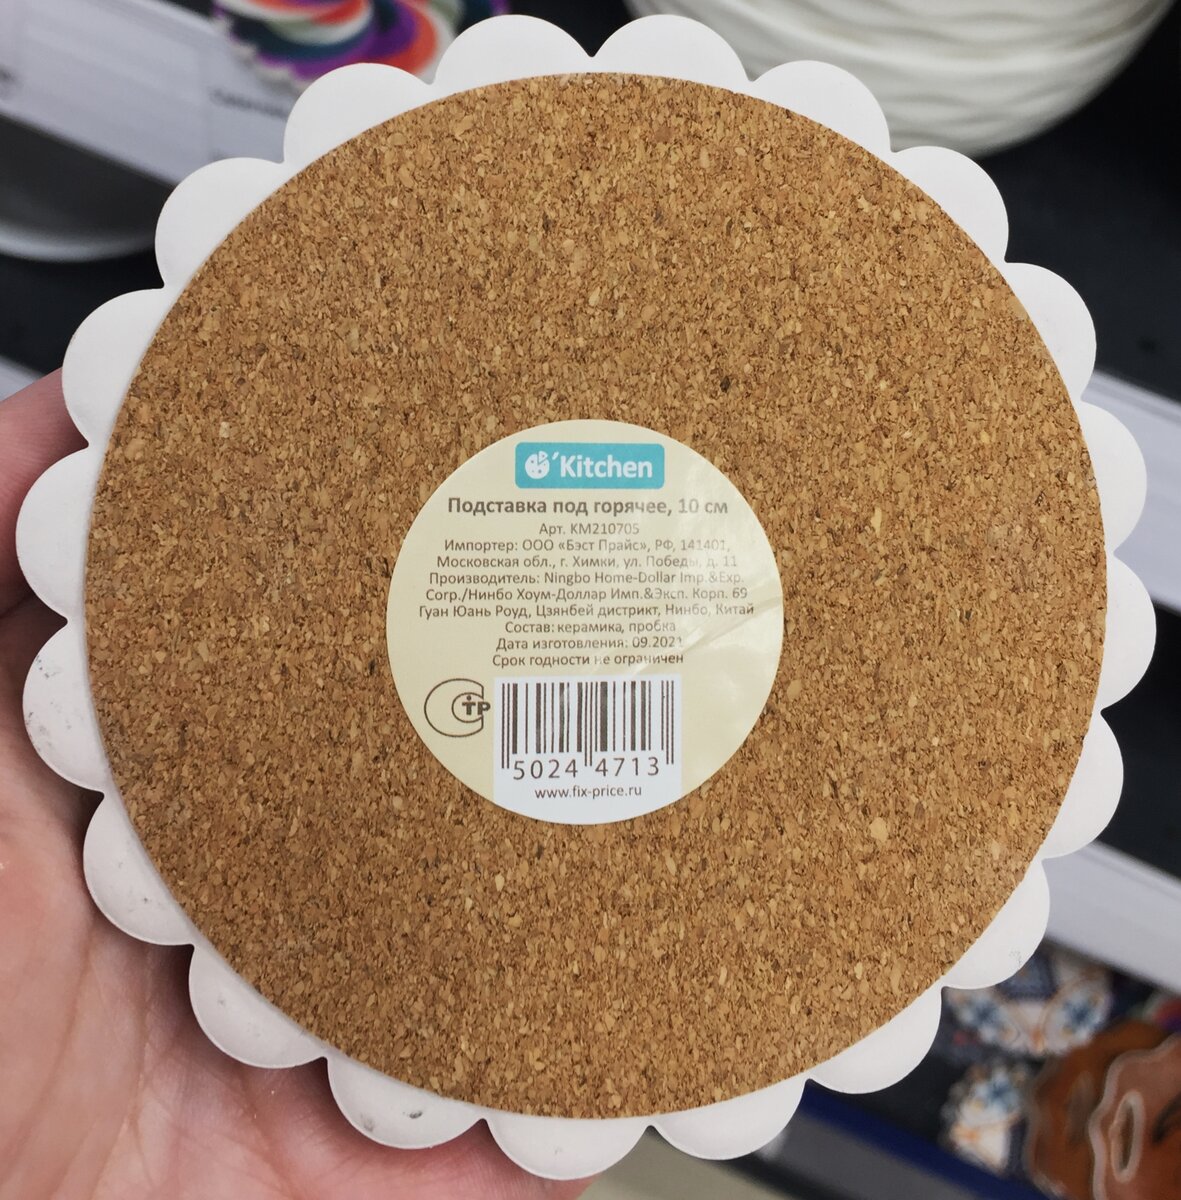 'Kitchen
Подставка под горячее, 10 см
Арт. KM210705
Импортер: ООО «Бэст Прайс», РФ, 141401,
Московская обл., г. Химки, ул. Победы, д. 11
Производитель: Ningbo Home-Dollar Imp.&Exp.
Corp./Нинбо Хоум-Доллар Имп.&Эксп. Корп. 69
Гуан Юань Роуд, Цзянбей дистрикт, Нинбо, Китай
Состав: керамика, пробка
Дата изготовления: 09.2021
Срок годности не ограничен
СТР
5024 4713
www.fix-price.ru